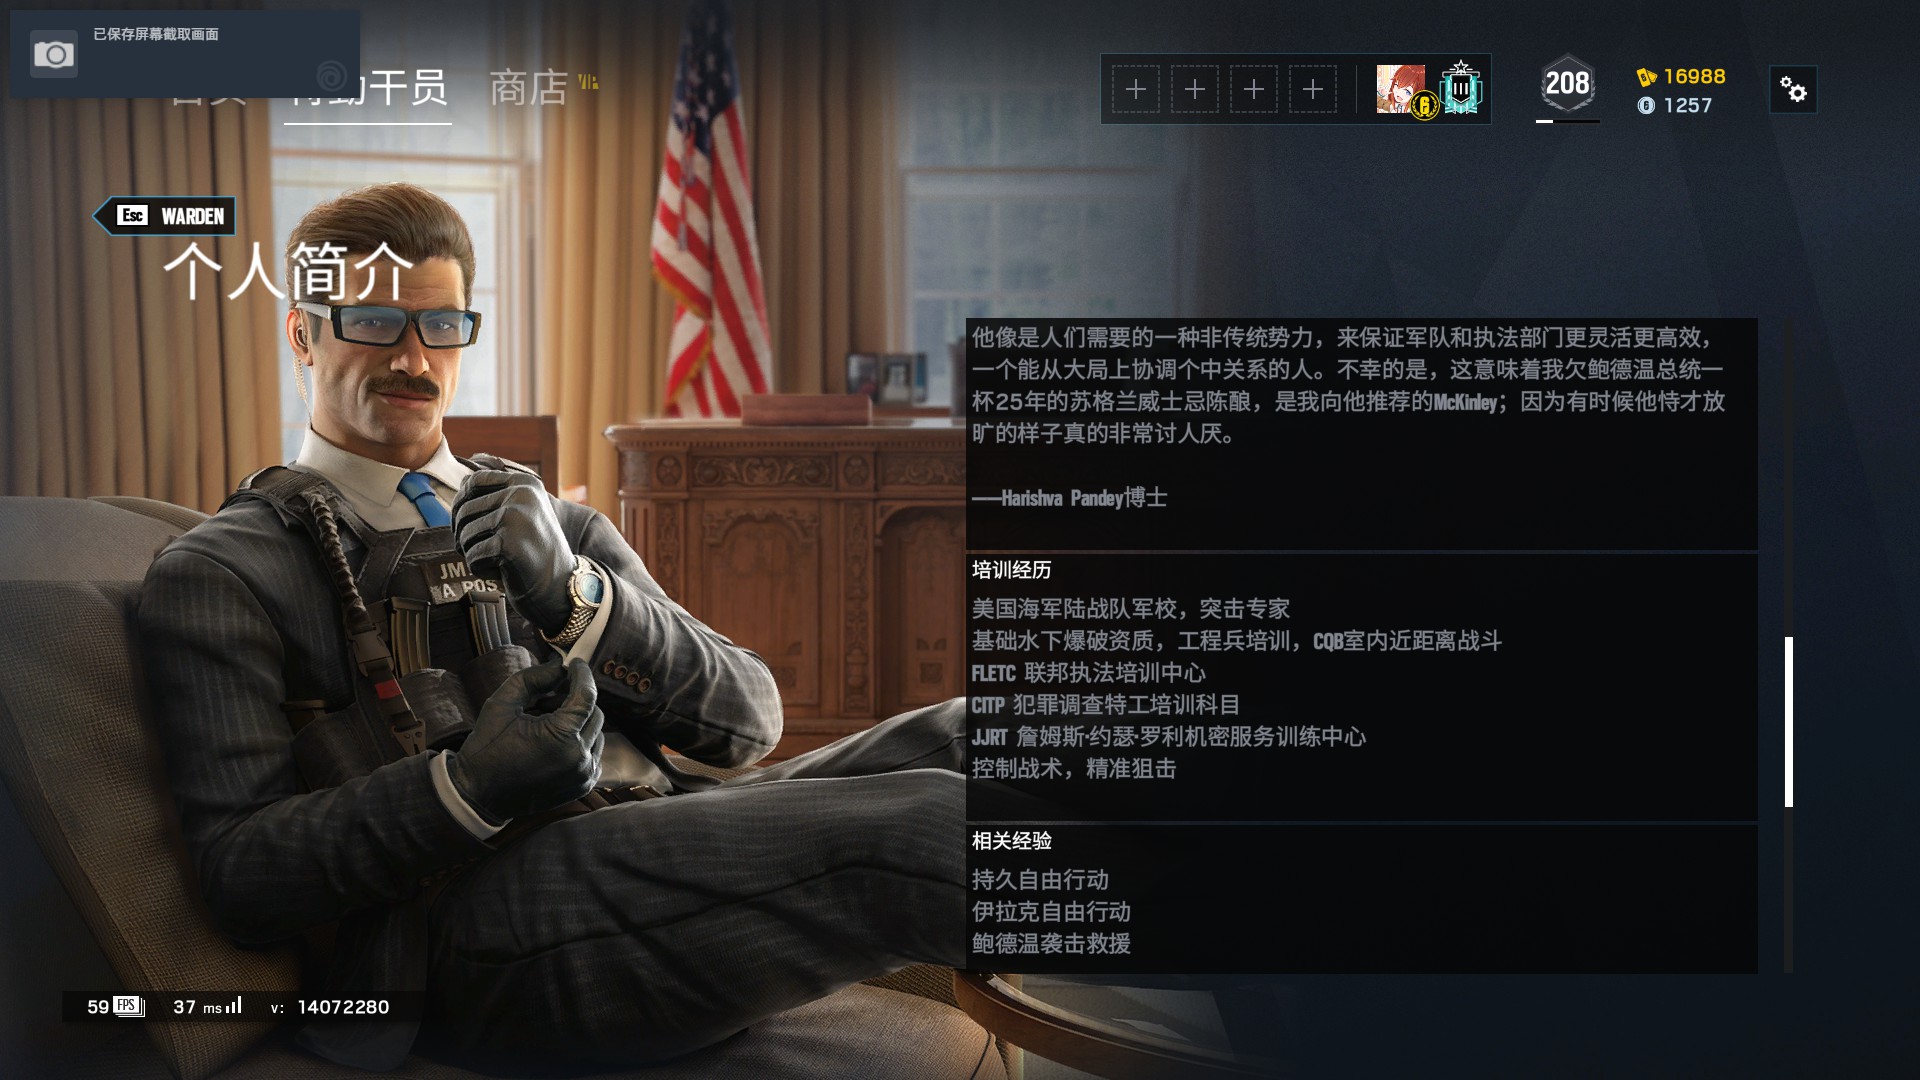 已保存屏幕截取画面
干员
商店
208
16988
1257
Esc WARDEN
个人简介
他像是人们需要的一种非传统势力，来保证军队和执法部门更灵活更高效，
一个能从大局上协调个中关系的人。不幸的是，这意味着我欠鲍德温总统一
杯25年的苏格兰威士忌陈酿，是我向他推荐的McKinley；因为有时候他恃才放
旷的样子真的非常讨人厌。
——Harishva Pandey博士
培训经历
美国海军陆战队军校，突击专家
基础水下爆破资质，工程兵培训，CQB室内近距离战斗
FLETC 联邦执法培训中心
CITP 犯罪调查特工培训科目
JJRT 詹姆斯·约瑟·罗利机密服务训练中心
控制战术，精准狙击
相关经验
持久自由行动
伊拉克自由行动
鲍德温袭击救援
JM
A POS
59 FPS 37 ms v: 14072280